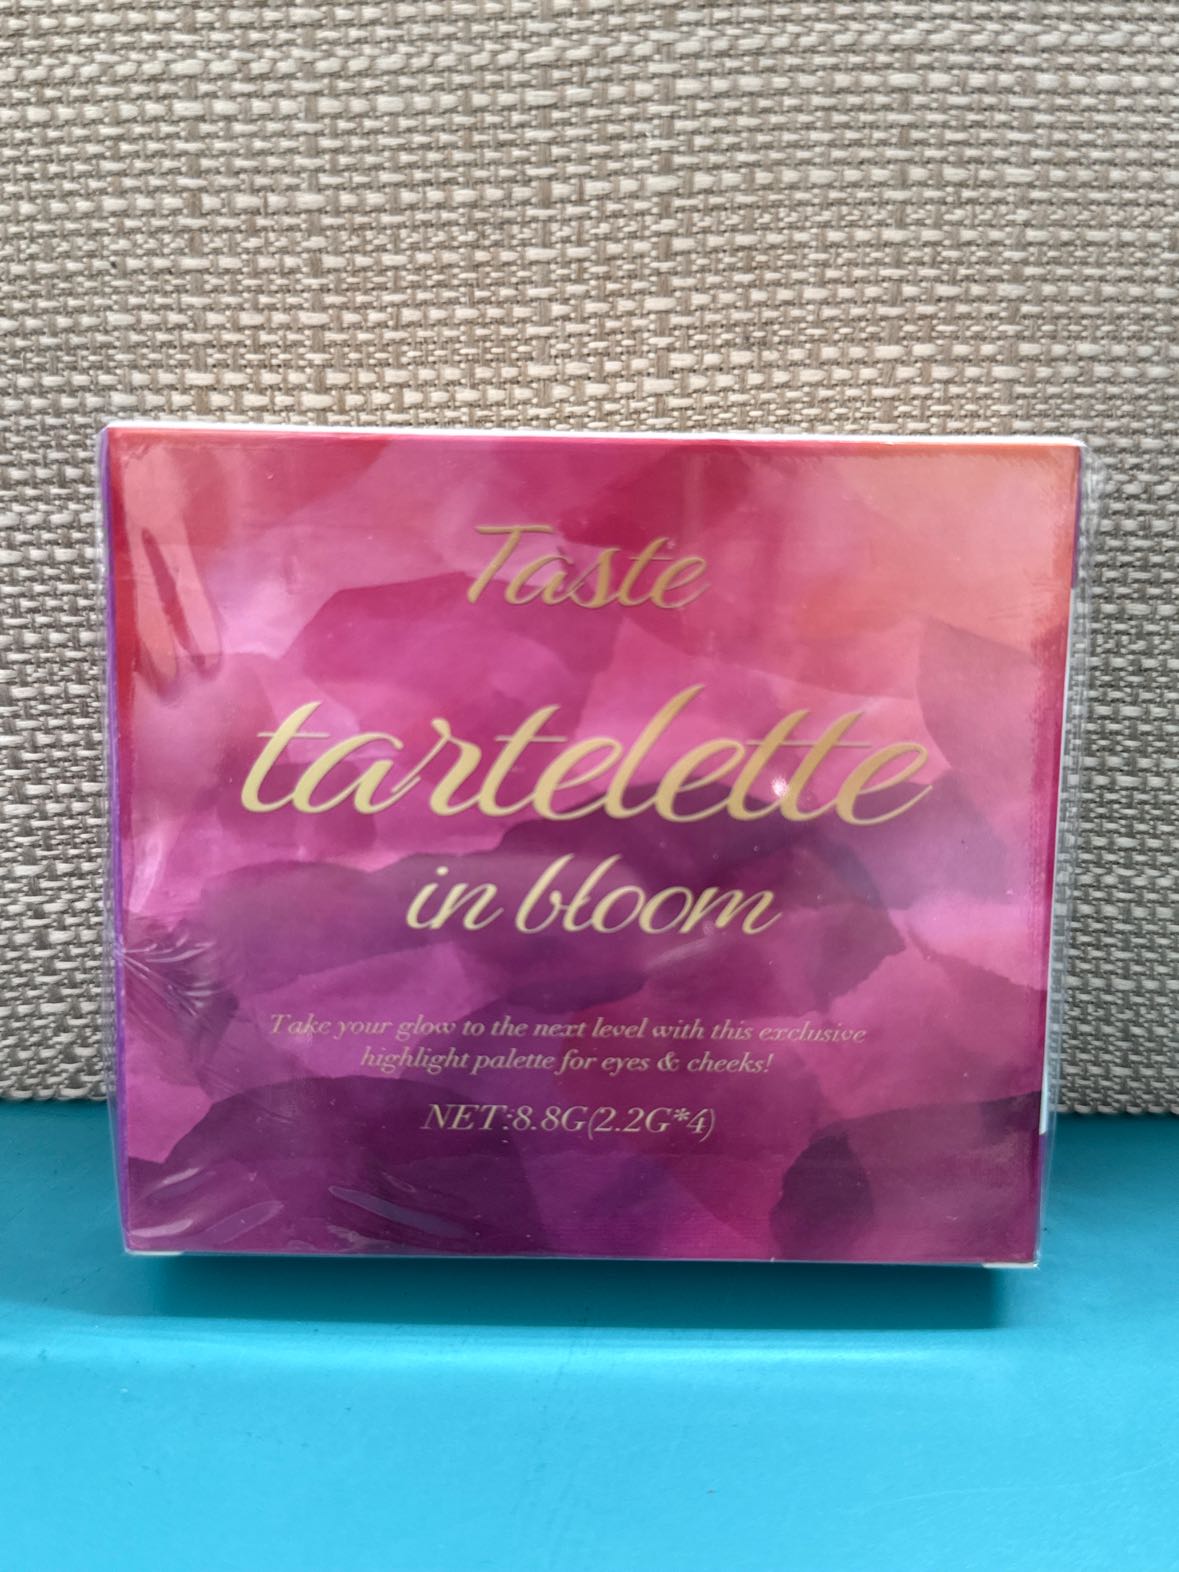 Taste
tartelette
in bloom
Take your glow to the next level with this exclusive
highlight palette for eyes & cheeks!
NET:8.8G(2.2G*4)